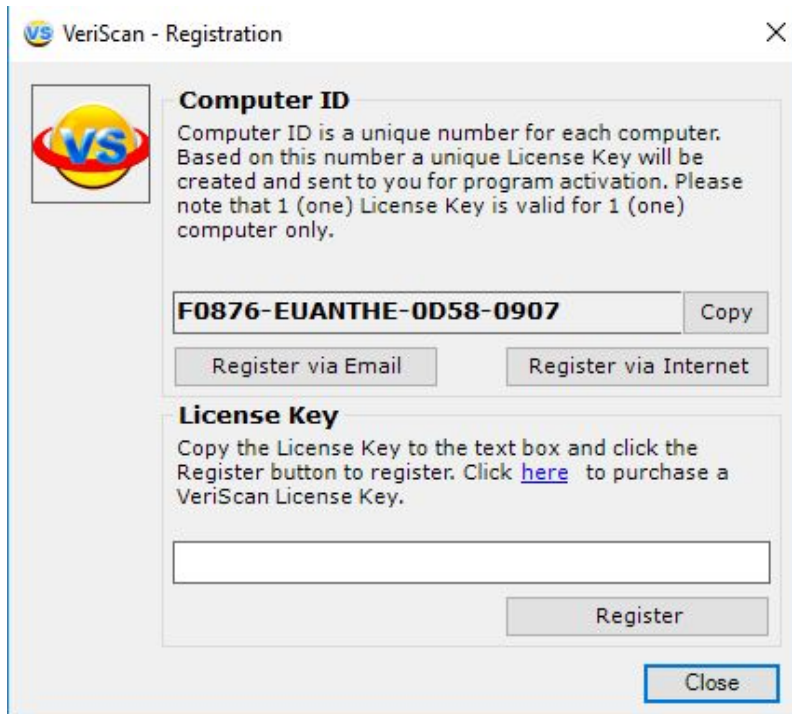 VeriScan - Registration
VS
Computer ID
Computer ID is a unique number for each computer.
Based on this number a unique License Key will be
created and sent to you for program activation. Please
note that 1 (one) License Key is valid for 1 (one)
computer only.
F0876-EUANTHE-0D58-0907 Copy
Register via Email Register via Internet
License Key
Copy the License Key to the text box and click the
Register button to register. Click here to purchase a
VeriScan License Key.
Register
Close